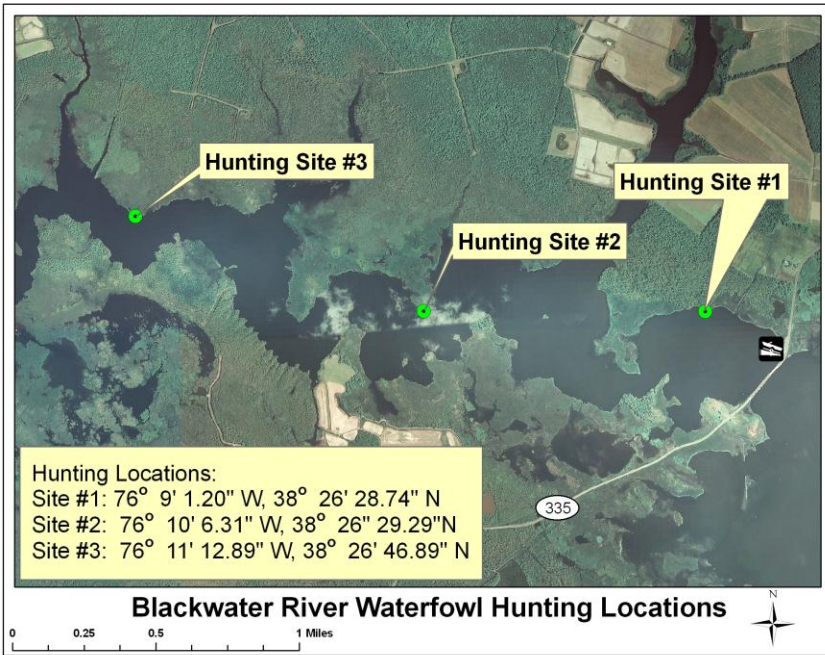 Hunting Site #3
Hunting Site #1
Hunting Site #2
Hunting Locations:
Site #1: 76° 9' 1.20" W, 38° 26' 28.74" N
Site #2: 76° 10' 6.31" W, 38° 26" 29.29"N
Site #3: 76° 11' 12.89" W, 38° 26' 46.89" N
335
Blackwater River Waterfowl Hunting Locations
N
0 0.25 0.5 1 Miles